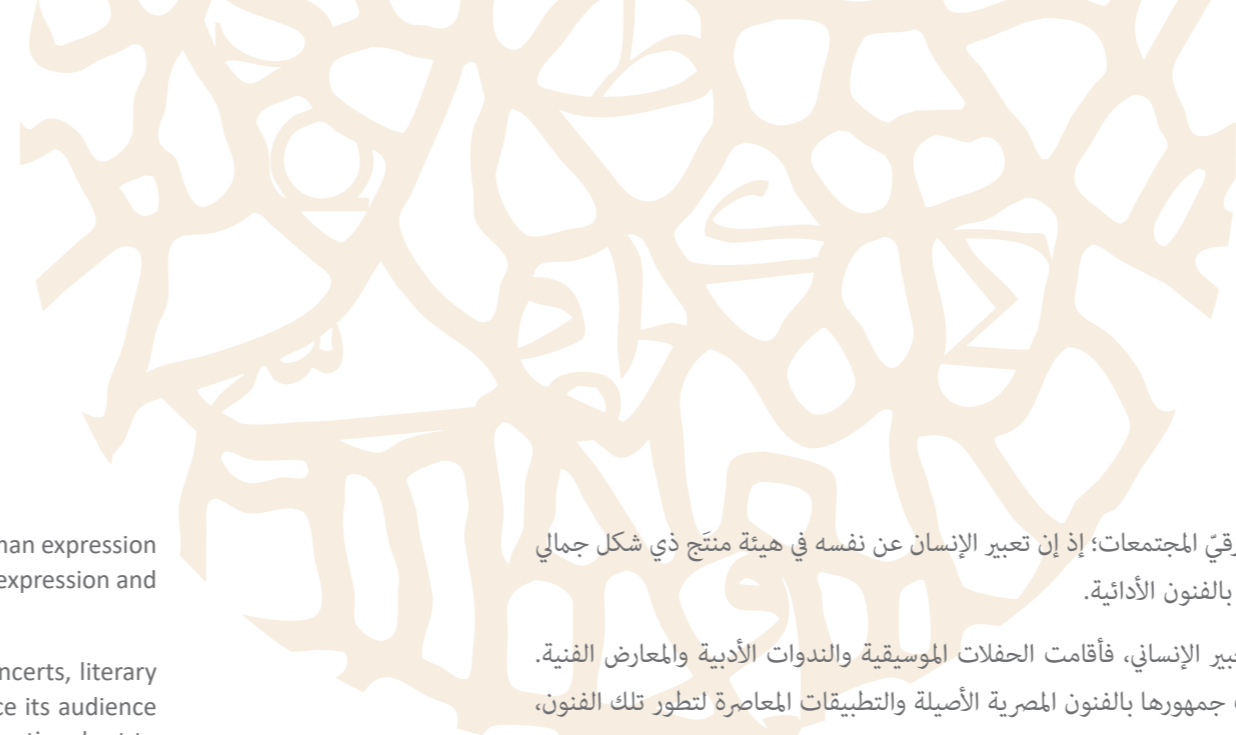 man expression
expression and
ncerts, literary
ce its audience
رقيّ المجتمعات؛ إذ إن تعبير الإنسان عن نفسه في هيئة منتَج ذي شكل جمالي
بالفنون الأدائية.
بير الإنساني، فأقامت الحفلات الموسيقية والندوات الأدبية والمعارض الفنية.
جمهورها بالفنون المصرية الأصيلة والتطبيقات المعاصرة لتطور تلك الفنون،